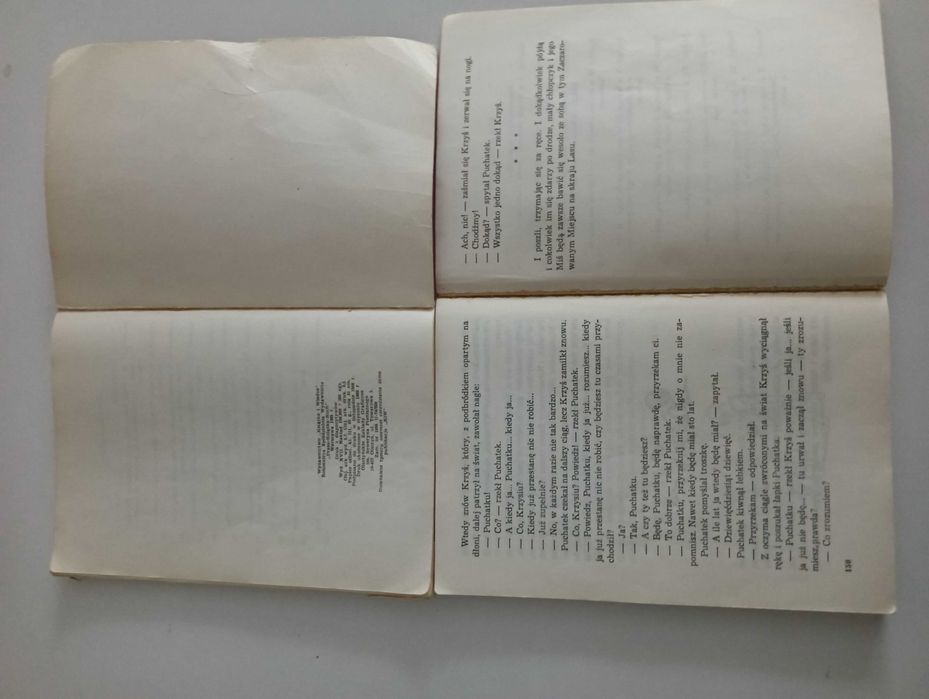 Wtedy znów Krzyś, który, z podbródkiem opartym na
dłoni, dalej patrzył na świat, zawołał nagle:
— Puchatku!
— Co? — rzekł Puchatek.
— A kiedy ja... Puchatku... kiedy ja...
— Co, Krzysiu?
— Kiedy już przestanę nic nie robić...
— Już zupełnie?
— No, w każdym razie nie tak bardzo...
Puchatek czekał na dalszy ciąg, lecz Krzyś zamilkł znowu.
— Co, Krzysiu? Powiedz! — rzekł Puchatek.
— Powiedz, Puchatku, kiedy ja już... rozumiesz... kiedy
ja już przestanę nic nie robić, czy będziesz tu czasami przy-
chodził?
— Ja?
— Tak, Puchatku.
— A czy ty też tu będziesz?
— Będę, Puchatku, będę naprawdę, przyrzekam ci.
— To dobrze — rzekł Puchatek.
— Puchatku, przyrzeknij mi, że nigdy o mnie nie za-
pomnisz. Nawet kiedy będę miał sto lat.
Puchatek pomyślał troszkę.
— A ile lat ja wtedy będę miał? — zapytał.
— Dziewięćdziesiąt dziewięć.
Puchatek kiwnął łebkiem.
— Przyrzekam — odpowiedział.
Z oczyma ciągle zwróconymi na świat Krzyś wyciągnął
rękę i poszukał łapki Puchatka.
— Puchatku — rzekł Krzyś poważnie — jeśli ja... jeśli
ja już nie będę... — tu urwał i zaczął znowu — ty zrozu-
miesz, prawda?
— Co zrozumiem?
150
— Ach, nic! — zaśmiał się Krzyś i zerwał się na nogi.
— Chodźmy!
— Dokąd? — spytał Puchatek.
— Wszystko jedno dokąd — rzekł Krzyś.
* * *
I poszli, trzymając się za ręce. I dokądkolwiek pójdą
i cokolwiek im się zdarzy po drodze, mały chłopczyk i jego
Miś będą zawsze bawić się wesoło ze sobą w tym Zaczaro-
wanym Miejscu na skraju Lasu.